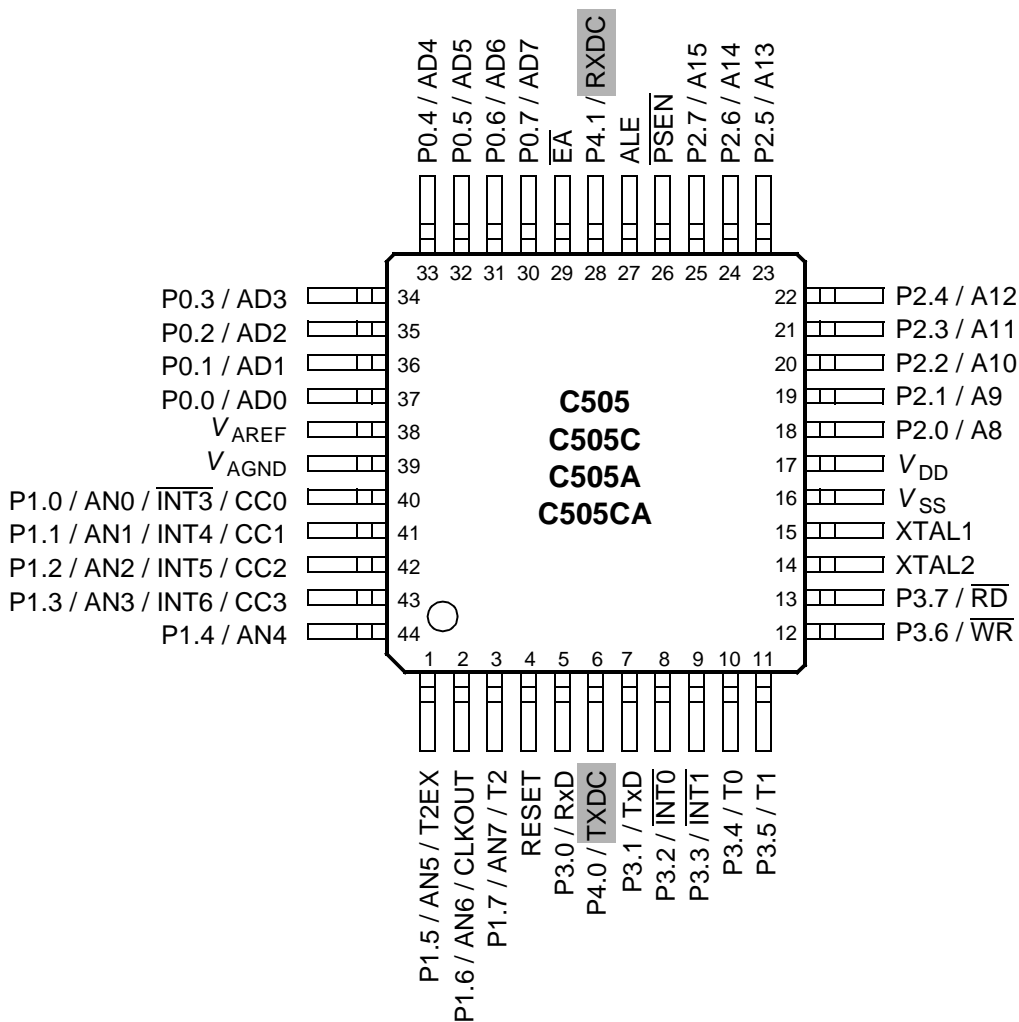 P0.4 / AD4
P0.5 / AD5
P0.6 / AD6
P0.7 / AD7
E̅A̅
P4.1 / RXDC
ALE
P̅S̅E̅N̅
P2.7 / A15
P2.6 / A14
P2.5 / A13
33 32 31 30 29 28 27 26 25 24 23
P0.3 / AD3 34
P0.2 / AD2 35
P0.1 / AD1 36
P0.0 / AD0 37
VAREF 38
VAGND 39
P1.0 / AN0 / I̅N̅T̅3̅ / CC0 40
P1.1 / AN1 / INT4 / CC1 41
P1.2 / AN2 / INT5 / CC2 42
P1.3 / AN3 / INT6 / CC3 43
P1.4 / AN4 44
C505
C505C
C505A
C505CA
22 P2.4 / A12
21 P2.3 / A11
20 P2.2 / A10
19 P2.1 / A9
18 P2.0 / A8
17 VDD
16 VSS
15 XTAL1
14 XTAL2
13 P3.7 / R̅D̅
12 P3.6 / W̅R̅
1 2 3 4 5 6 7 8 9 10 11
P1.5 / AN5 / T2EX
P1.6 / AN6 / CLKOUT
P1.7 / AN7 / T2
RESET
P3.0 / RxD
P4.0 / TXDC
P3.1 / TxD
P3.2 / I̅N̅T̅0̅
P3.3 / I̅N̅T̅1̅
P3.4 / T0
P3.5 / T1